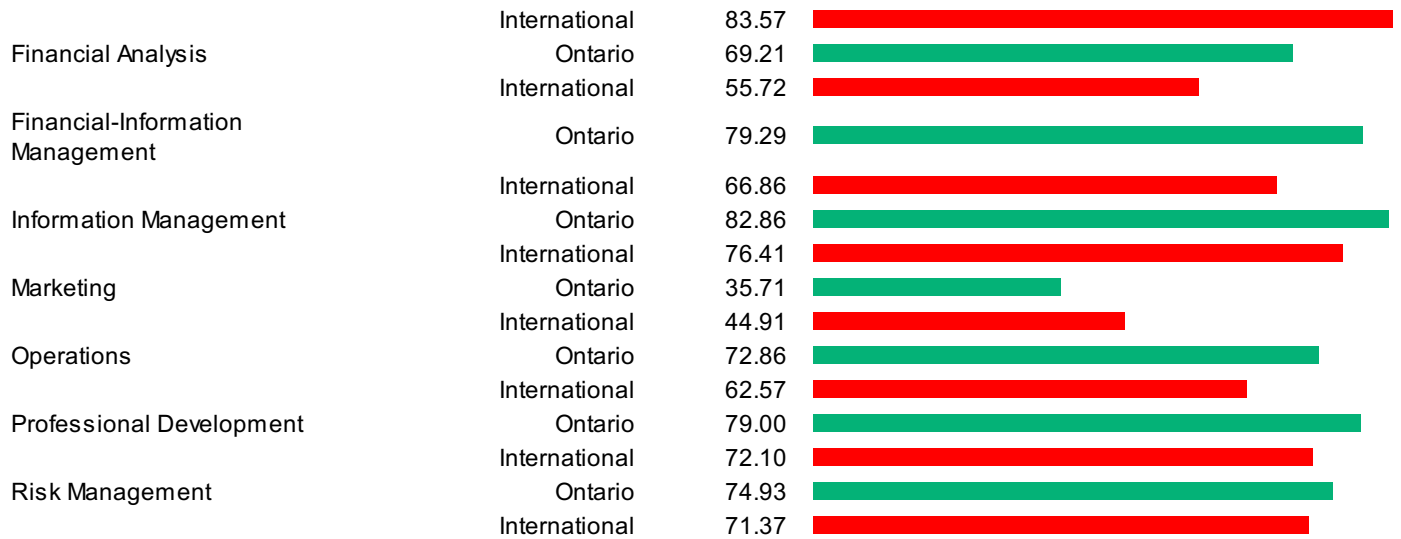 International 83.57
Financial Analysis Ontario 69.21
International 55.72
Financial-Information
Management Ontario 79.29
International 66.86
Information Management Ontario 82.86
International 76.41
Marketing Ontario 35.71
International 44.91
Operations Ontario 72.86
International 62.57
Professional Development Ontario 79.00
International 72.10
Risk Management Ontario 74.93
International 71.37